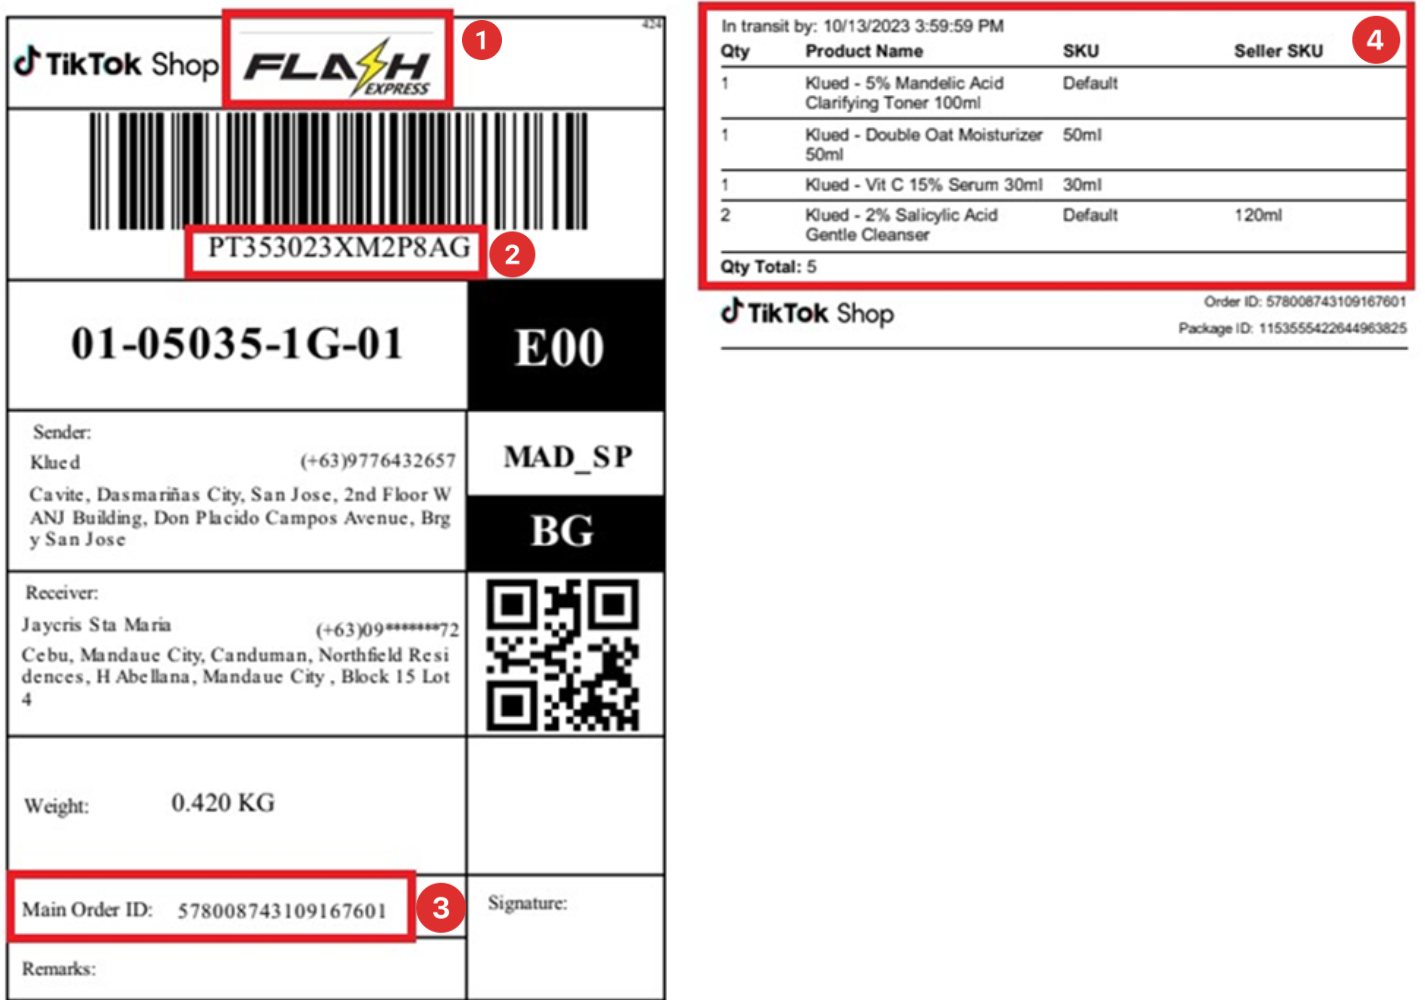 424
TikTok Shop FLASH EXPRESS 1
PT353023XM2P8AG 2
01-05035-1G-01 E00
Sender:
Klued (+63)9776432657
Cavite, Dasmariñas City, San Jose, 2nd Floor W
ANJ Building, Don Placido Campos Avenue, Brg
y San Jose
MAD_SP
BG
Receiver:
Jaycris Sta Maria (+63)09*******72
Cebu, Mandaue City, Canduman, Northfield Resi
dences, H Abellana, Mandaue City , Block 15 Lot
4
Weight: 0.420 KG
Main Order ID: 578008743109167601 3
Signature:
Remarks:
In transit by: 10/13/2023 3:59:59 PM
4
Qty Product Name SKU Seller SKU
1 Klued - 5% Mandelic Acid Default
Clarifying Toner 100ml
1 Klued - Double Oat Moisturizer 50ml
50ml
1 Klued - Vit C 15% Serum 30ml 30ml
2 Klued - 2% Salicylic Acid Default 120ml
Gentle Cleanser
Qty Total: 5
TikTok Shop
Order ID: 578008743109167601
Package ID: 1153555422644963825